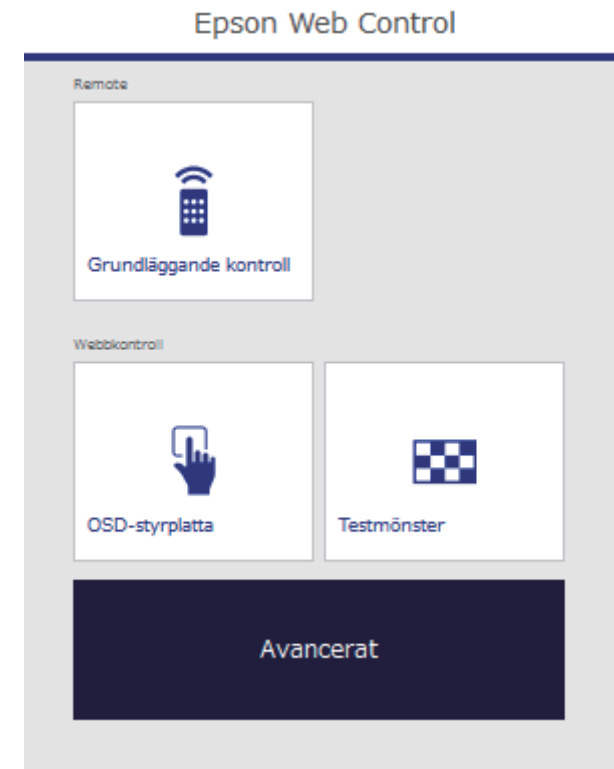 Epson Web Control
Remote
Grundläggande kontroll
Webbkontroll
OSD-styrplatta
Testmönster
Avancerat